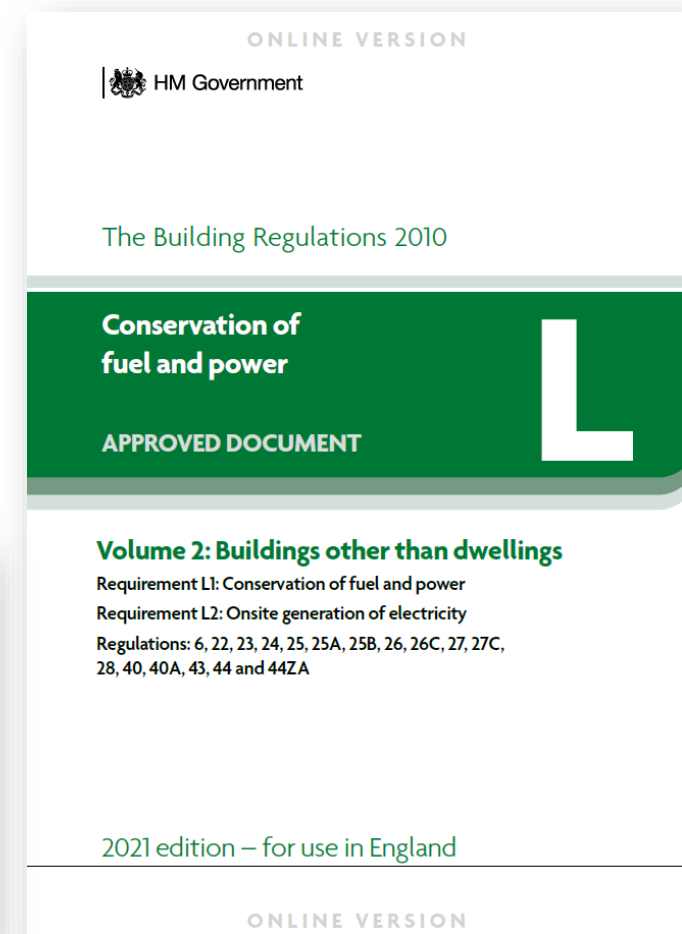 ONLINE VERSION
HM Government
The Building Regulations 2010
Conservation of
fuel and power
L
APPROVED DOCUMENT
Volume 2: Buildings other than dwellings
Requirement L1: Conservation of fuel and power
Requirement L2: Onsite generation of electricity
Regulations: 6, 22, 23, 24, 25, 25A, 25B, 26, 26C, 27, 27C,
28, 40, 40A, 43, 44 and 44ZA
2021 edition – for use in England
ONLINE VERSION